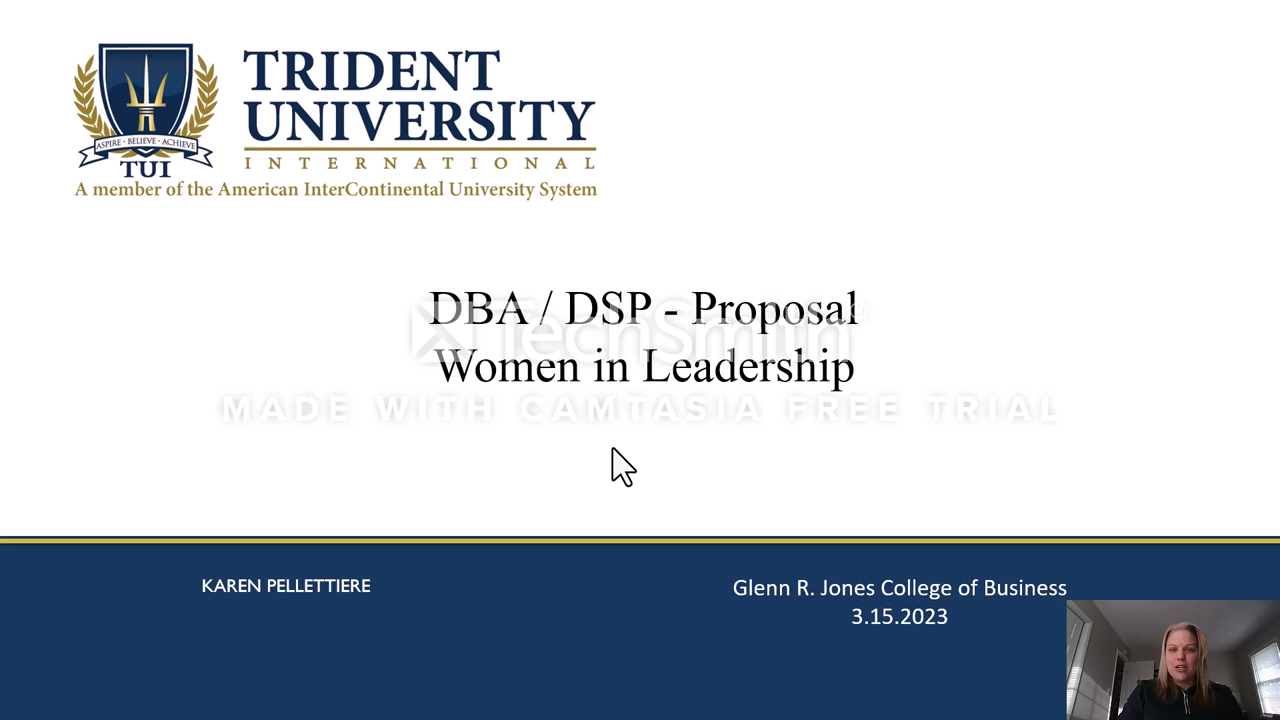 TRIDENT
UNIVERSITY
INTERNATIONAL
ASPIRE · BELIEVE · ACHIEVE
TUI
A member of the American InterContinental University System
DBA / DSP - Proposal
Women in Leadership
TechSmith®
MADE WITH CAMTASIA FREE TRIAL
KAREN PELLETTIERE
Glenn R. Jones College of Business
3.15.2023